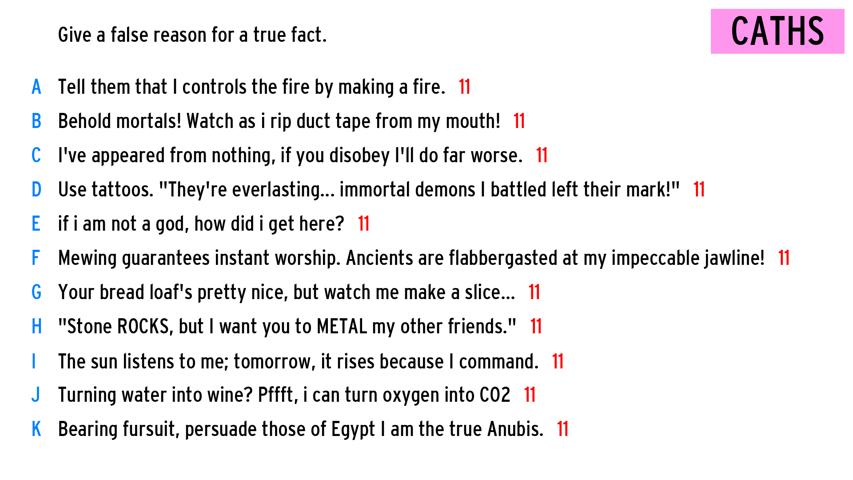 Give a false reason for a true fact.
CATHS
A Tell them that I controls the fire by making a fire. 11
B Behold mortals! Watch as i rip duct tape from my mouth! 11
C I've appeared from nothing, if you disobey I'll do far worse. 11
D Use tattoos. "They're everlasting... immortal demons I battled left their mark!" 11
E if i am not a god, how did i get here? 11
F Mewing guarantees instant worship. Ancients are flabbergasted at my impeccable jawline! 11
G Your bread loaf's pretty nice, but watch me make a slice... 11
H "Stone ROCKS, but I want you to METAL my other friends." 11
I The sun listens to me; tomorrow, it rises because I command. 11
J Turning water into wine? Pffft, i can turn oxygen into CO2 11
K Bearing fursuit, persuade those of Egypt I am the true Anubis. 11